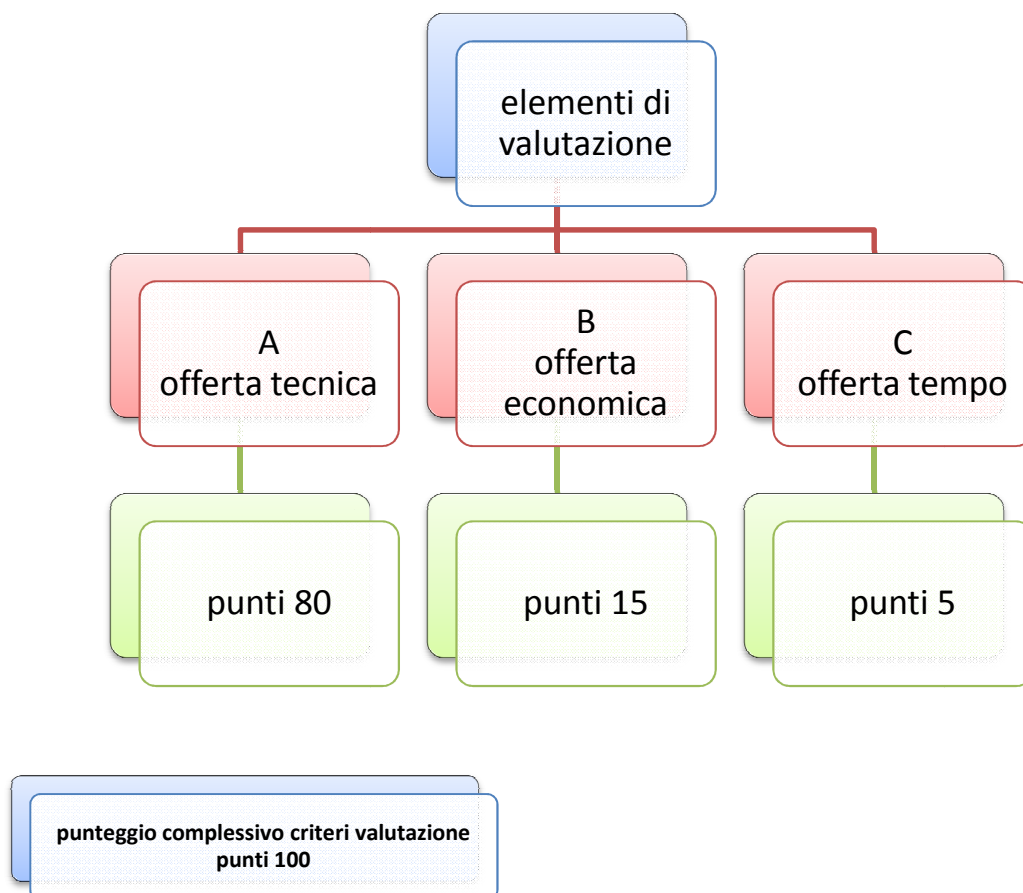 elementi di
valutazione
A
offerta tecnica
B
offerta
economica
C
offerta tempo
punti 80
punti 15
punti 5
punteggio complessivo criteri valutazione
punti 100